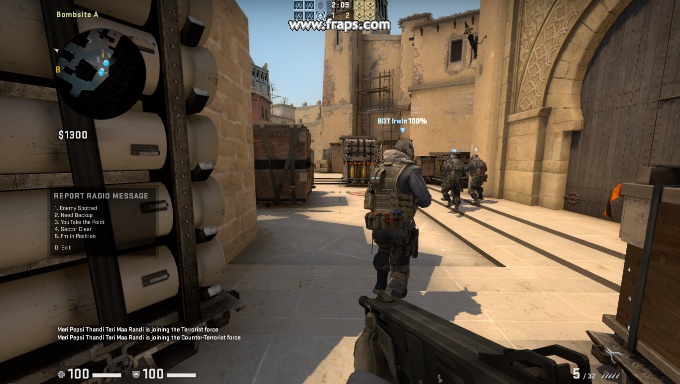 Bombsite A
2:09
1 2
www.fraps.com
B
BOT Irwin 100%
$1300
REPORT RADIO MESSAGE
1. Enemy Spotted
2. Need Backup
3. You Take the Point
4. Sector Clear
5. I'm in Position
0. Exit
Meri Pepsi Thandi Teri Maa Randi is joining the Terrorist force
Meri Pepsi Thandi Teri Maa Randi is joining the Counter-Terrorist force
100 100
5 / 32